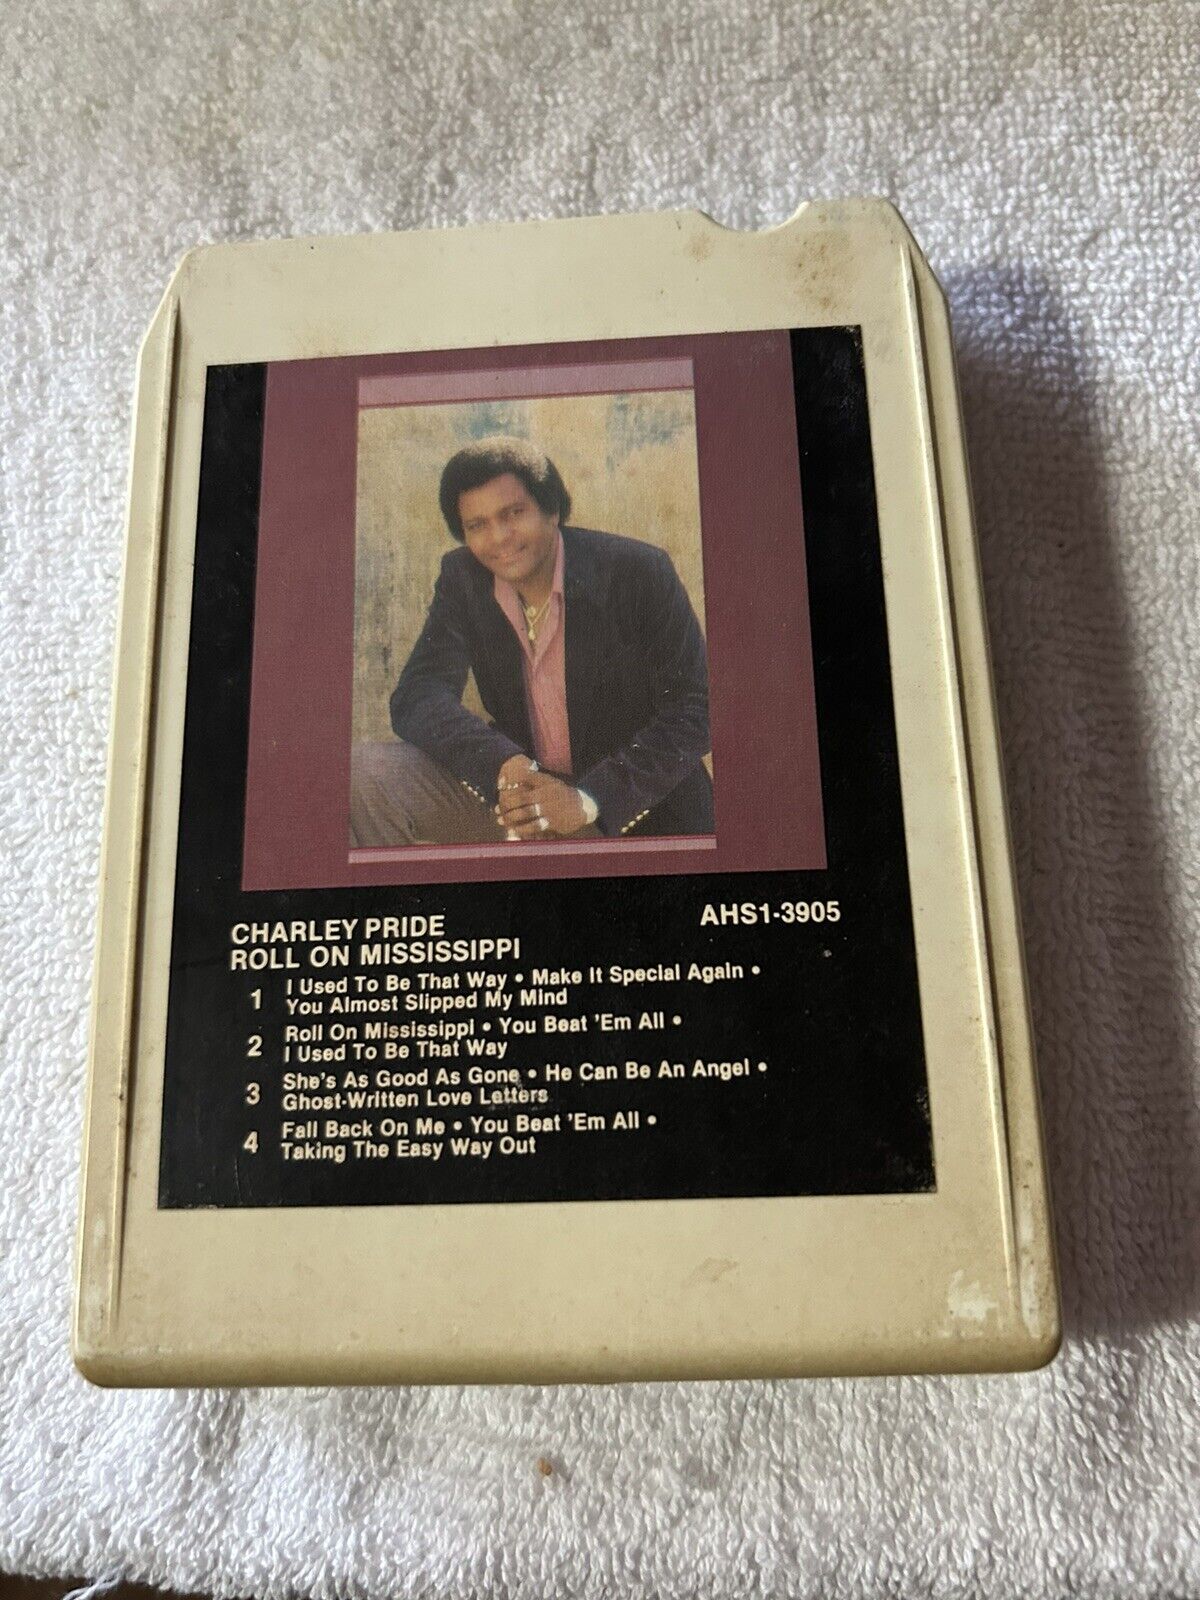 CHARLEY PRIDE
AHS1-3905
ROLL ON MISSISSIPPI
1 I Used To Be That Way • Make It Special Again •
You Almost Slipped My Mind
2 Roll On Mississippi • You Beat 'Em All •
I Used To Be That Way
3 She's As Good As Gone • He Can Be An Angel •
Ghost-Written Love Letters
4 Fall Back On Me • You Beat 'Em All •
Taking The Easy Way Out